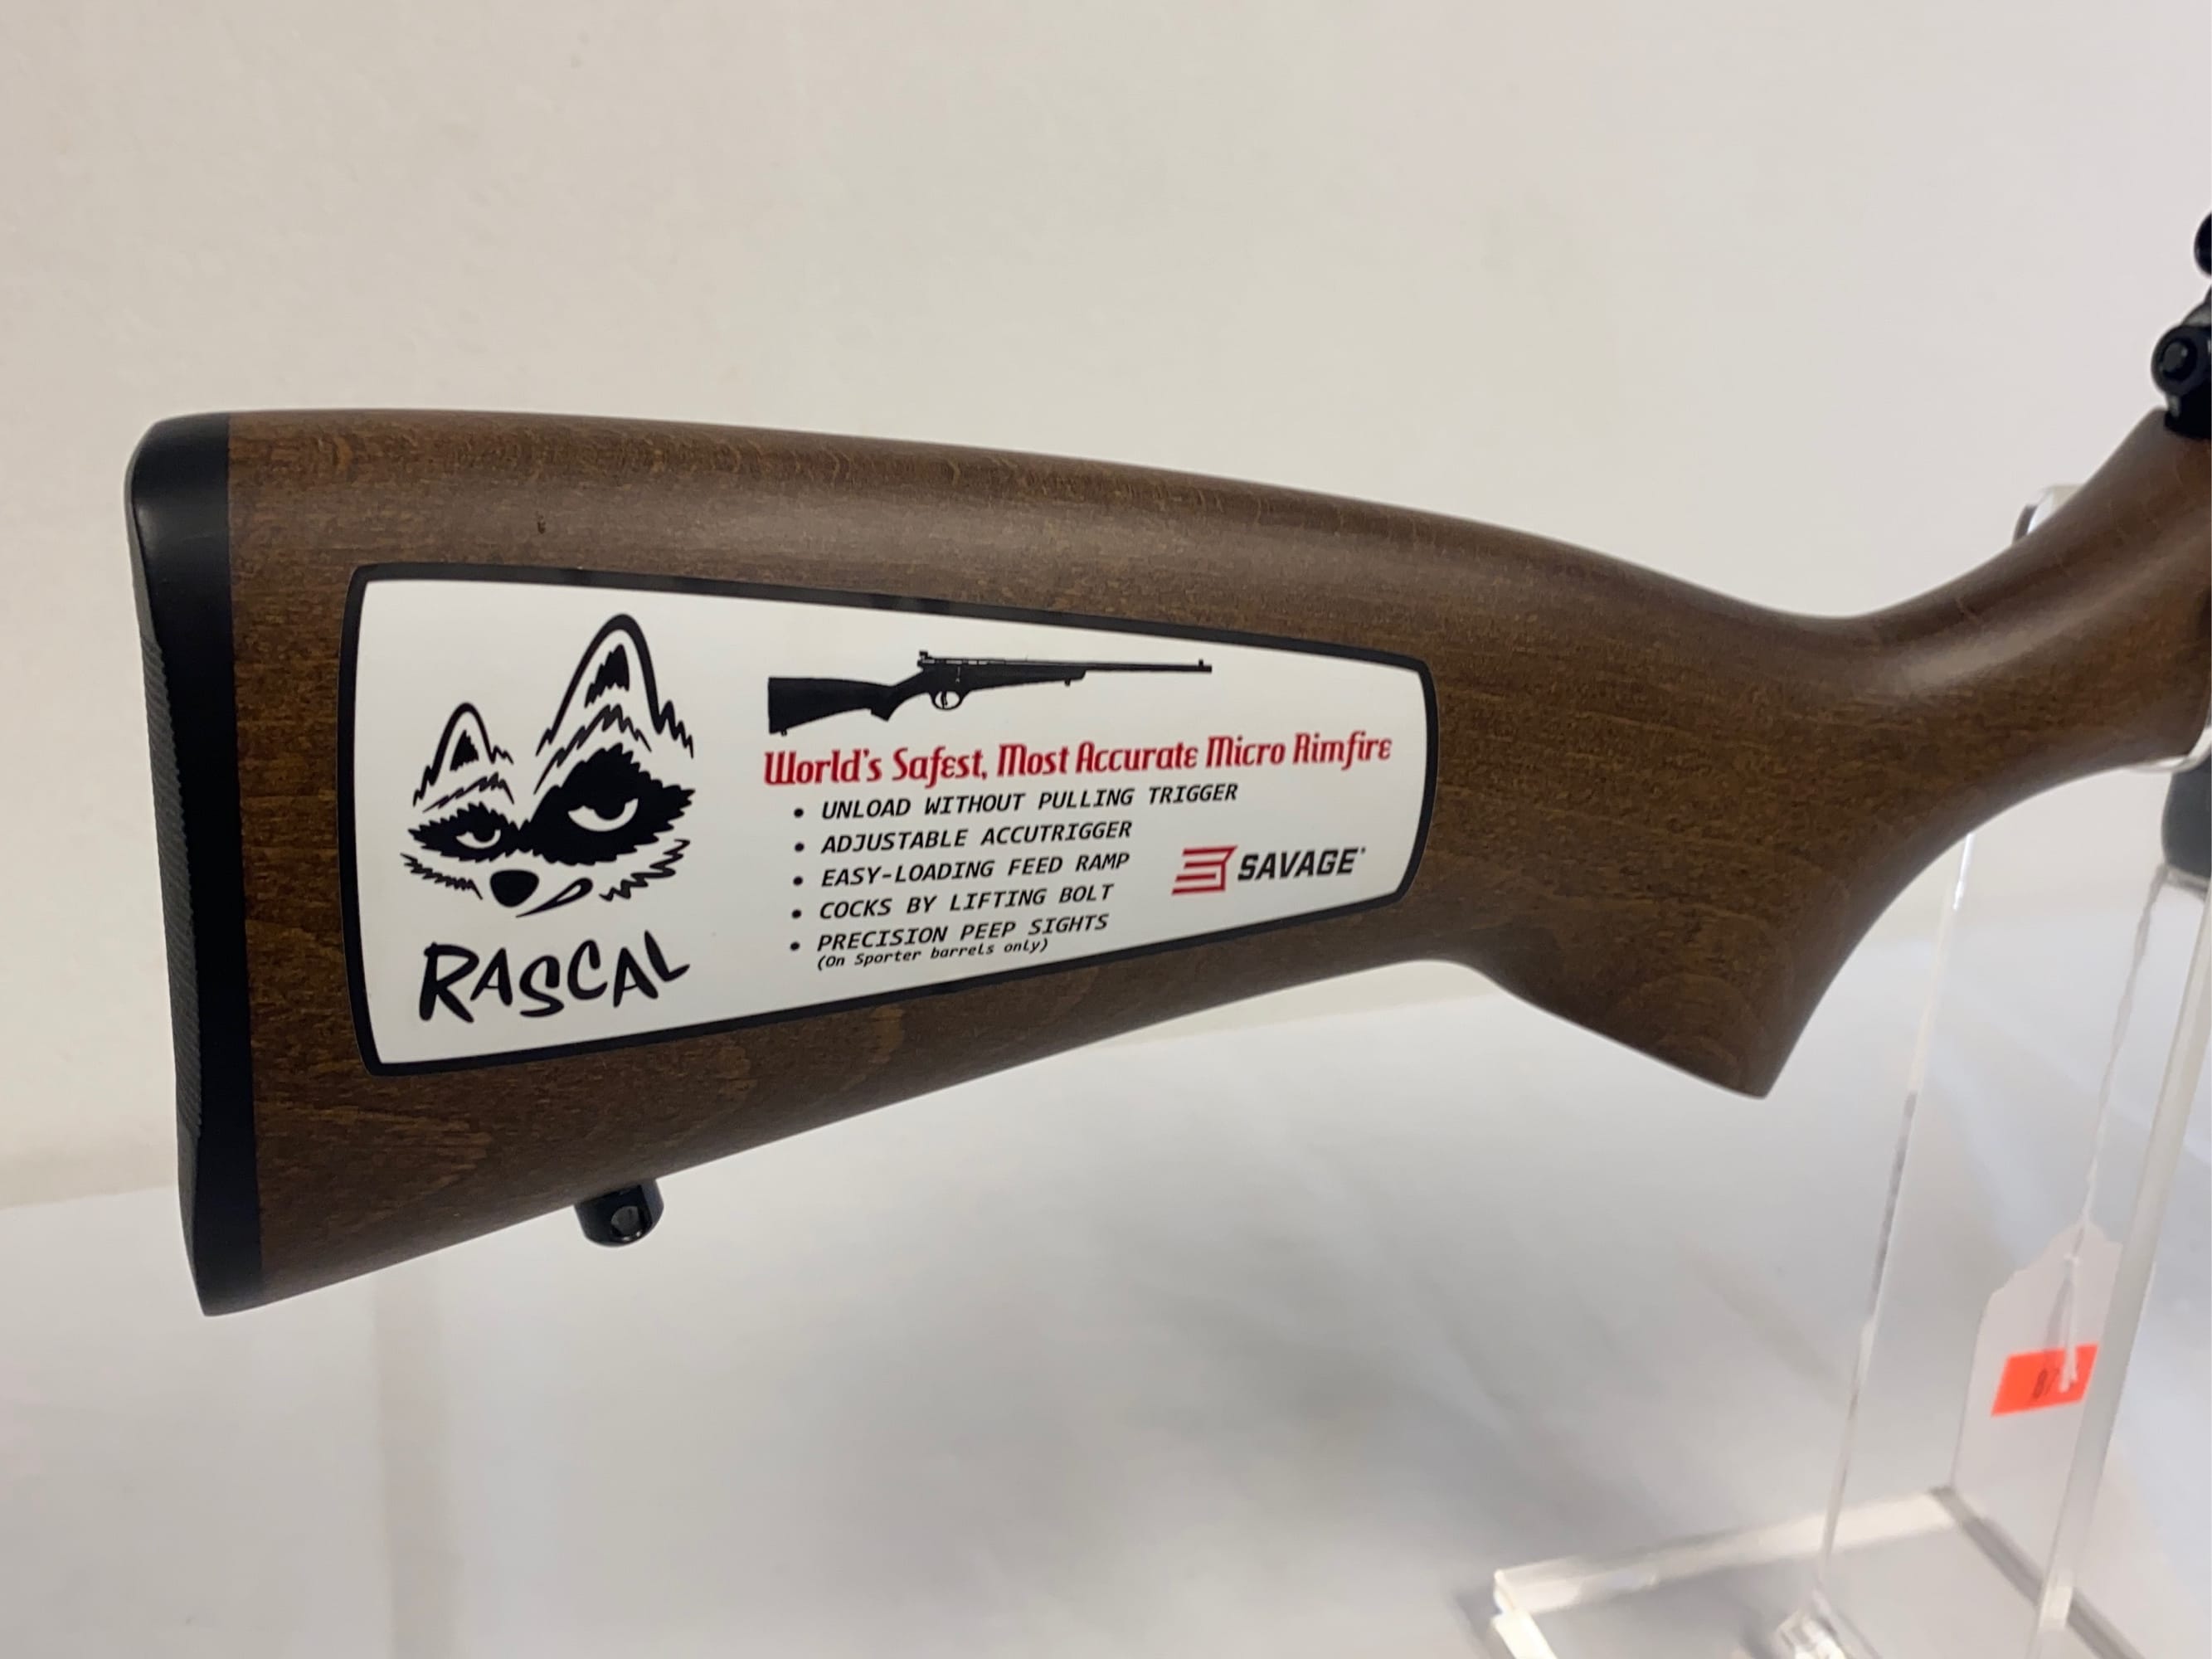 World's Safest, Most Accurate Micro Rimfire
• UNLOAD WITHOUT PULLING TRIGGER
• ADJUSTABLE ACCUTRIGGER
• EASY-LOADING FEED RAMP
• COCKS BY LIFTING BOLT
• PRECISION PEEP SIGHTS
(On Sporter barrels only)
SAVAGE
RASCAL